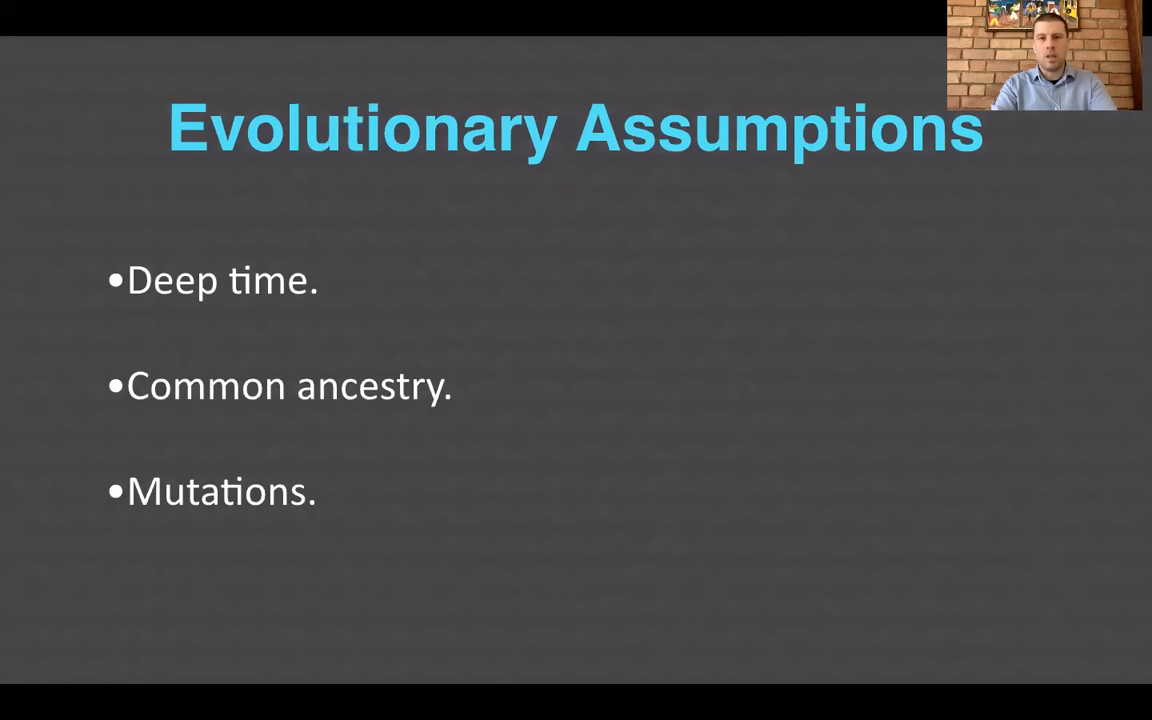 Evolutionary Assumptions
•Deep time.
•Common ancestry.
•Mutations.